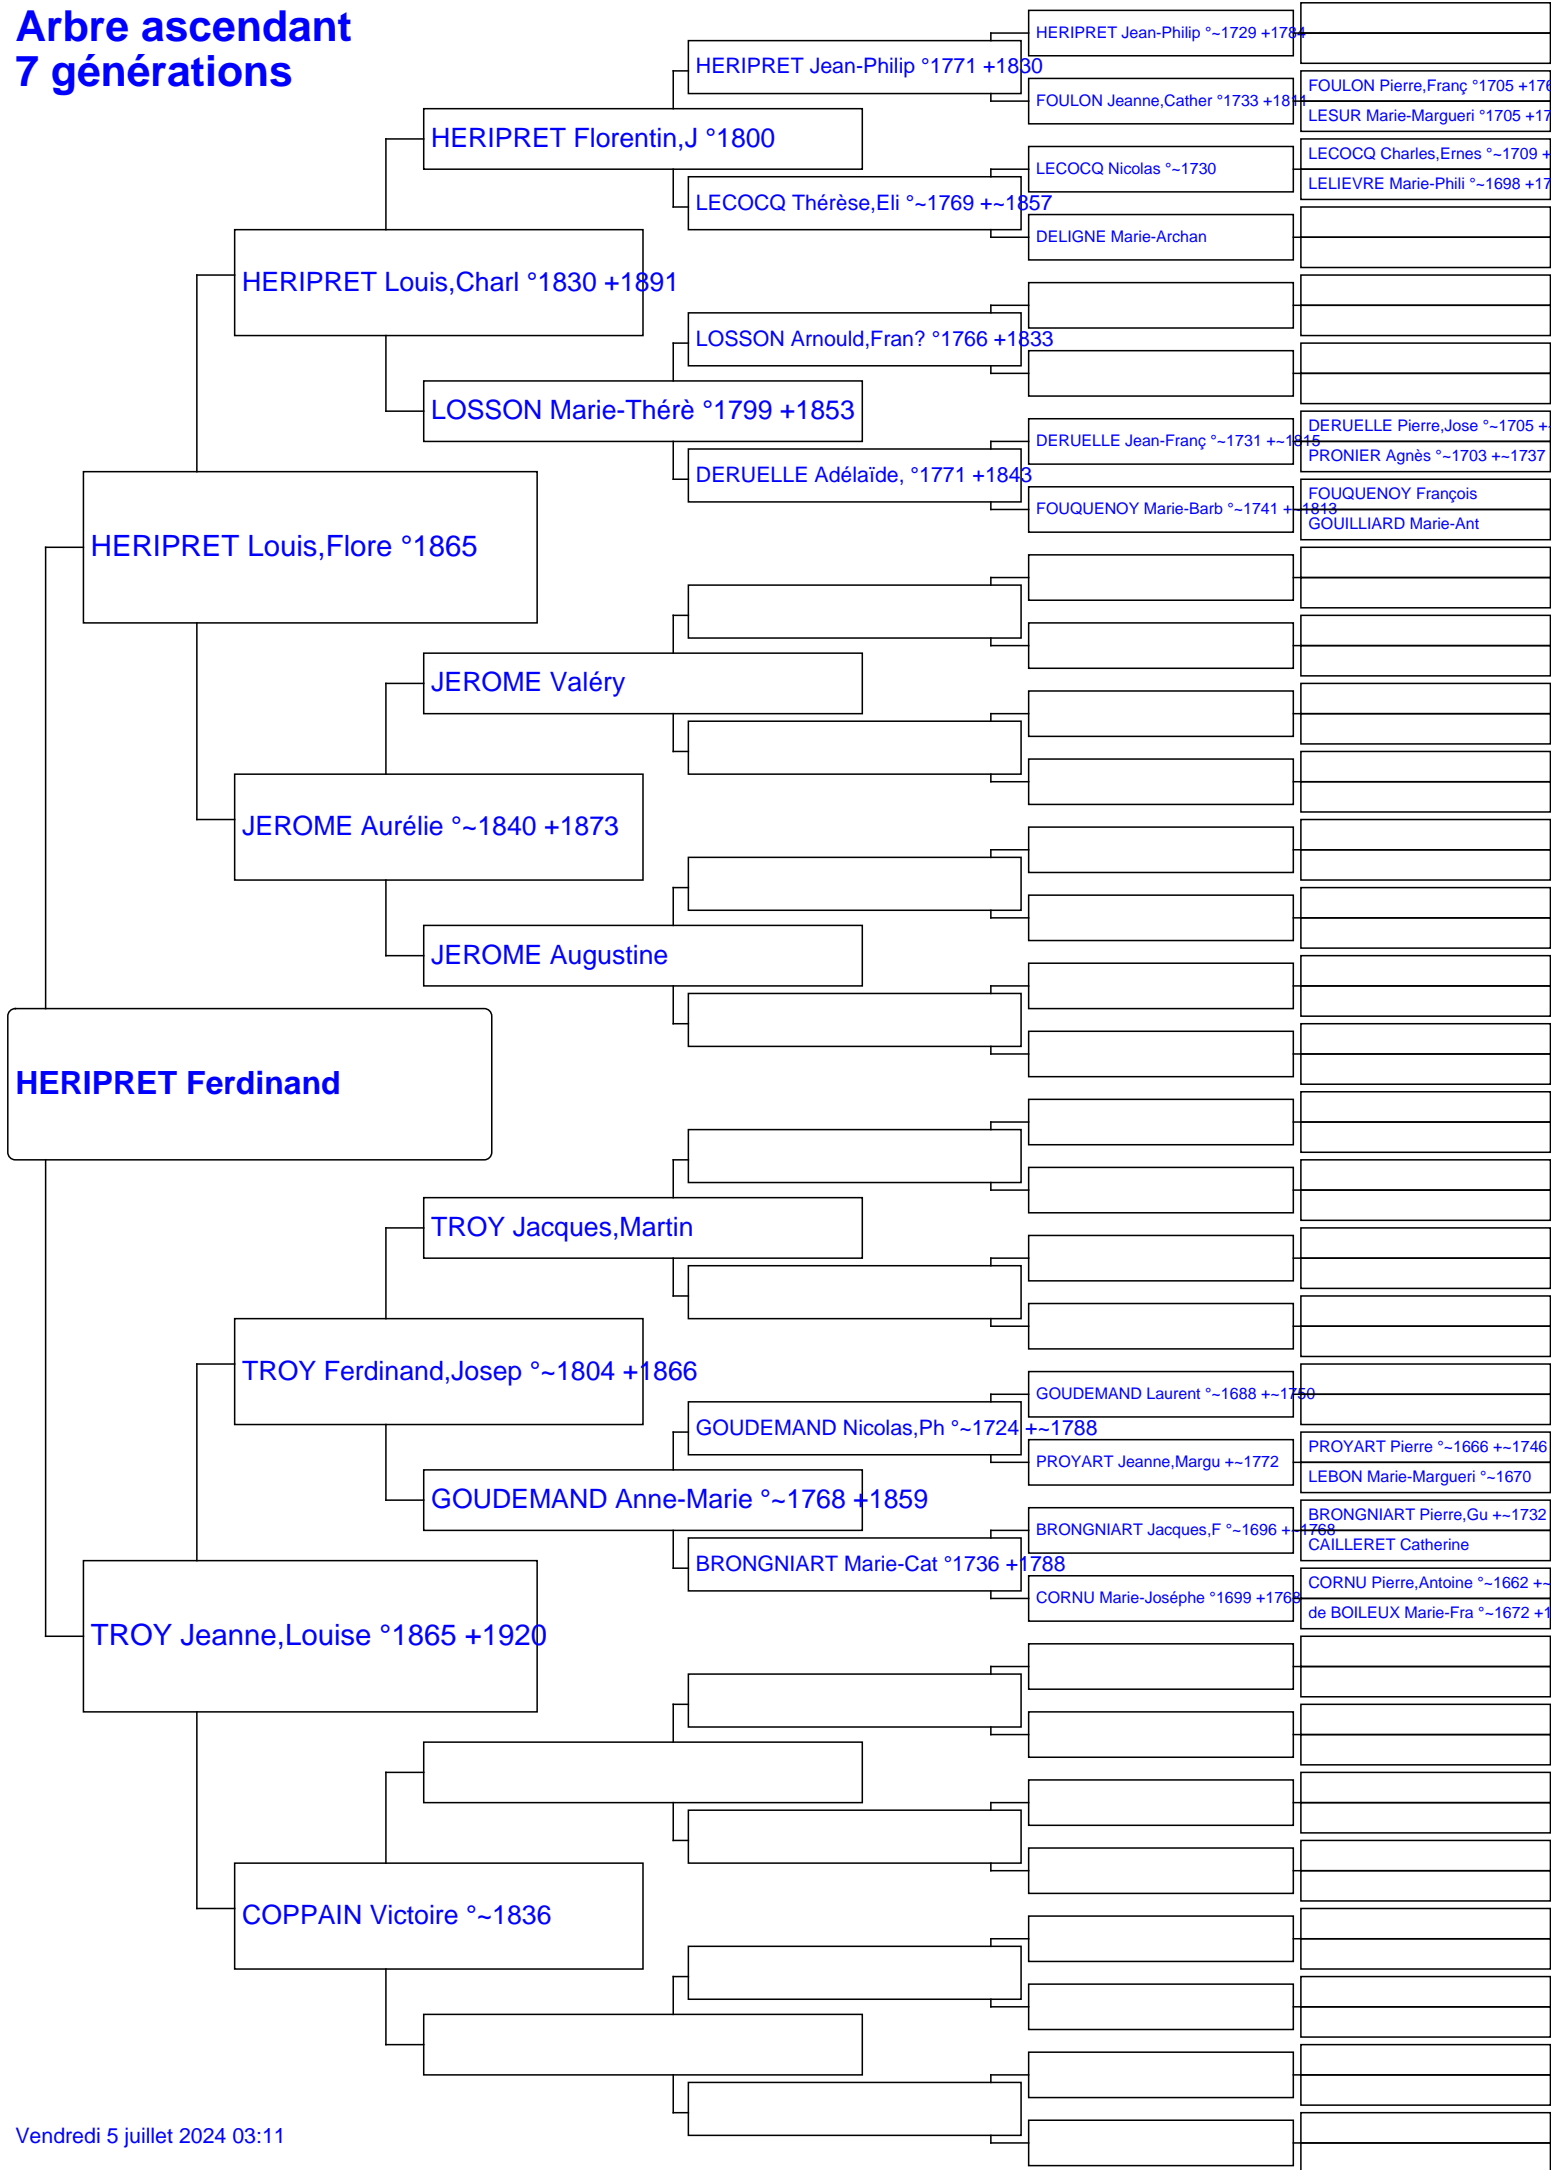 Arbre ascendant
7 générations
HERIPRET Jean-Philip °~1729 +1784
HERIPRET Jean-Philip °1771 +1830
FOULON Pierre,Franç °1705 +176
FOULON Jeanne,Cather °1733 +1811
LESUR Marie-Margueri °1705 +17
HERIPRET Florentin,J °1800
LECOCQ Charles,Ernes °~1709 +
LECOCQ Nicolas °~1730
LELIEVRE Marie-Phili °~1698 +17
LECOCQ Thérèse,Eli °~1769 +~1857
DELIGNE Marie-Archan
HERIPRET Louis,Charl °1830 +1891
LOSSON Arnould,Fran? °1766 +1833
LOSSON Marie-Thérè °1799 +1853
DERUELLE Pierre,Jose °~1705 +~
DERUELLE Jean-Franç °~1731 +~1815
PRONIER Agnès °~1703 +~1737
DERUELLE Adélaïde, °1771 +1843
FOUQUENOY François
FOUQUENOY Marie-Barb °~1741 +~1813
GOUILLIARD Marie-Ant
HERIPRET Louis,Flore °1865
JEROME Valéry
JEROME Aurélie °~1840 +1873
JEROME Augustine
HERIPRET Ferdinand
TROY Jacques,Martin
TROY Ferdinand,Josep °~1804 +1866
GOUDEMAND Laurent °~1688 +~1750
GOUDEMAND Nicolas,Ph °~1724 +~1788
PROYART Pierre °~1666 +~1746
PROYART Jeanne,Margu +~1772
LEBON Marie-Margueri °~1670
GOUDEMAND Anne-Marie °~1768 +1859
BRONGNIART Pierre,Gu +~1732
BRONGNIART Jacques,F °~1696 +~1768
CAILLERET Catherine
BRONGNIART Marie-Cat °1736 +1788
CORNU Pierre,Antoine °~1662 +~
CORNU Marie-Joséphe °1699 +1768
de BOILEUX Marie-Fra °~1672 +1
TROY Jeanne,Louise °1865 +1920
COPPAIN Victoire °~1836
Vendredi 5 juillet 2024 03:11